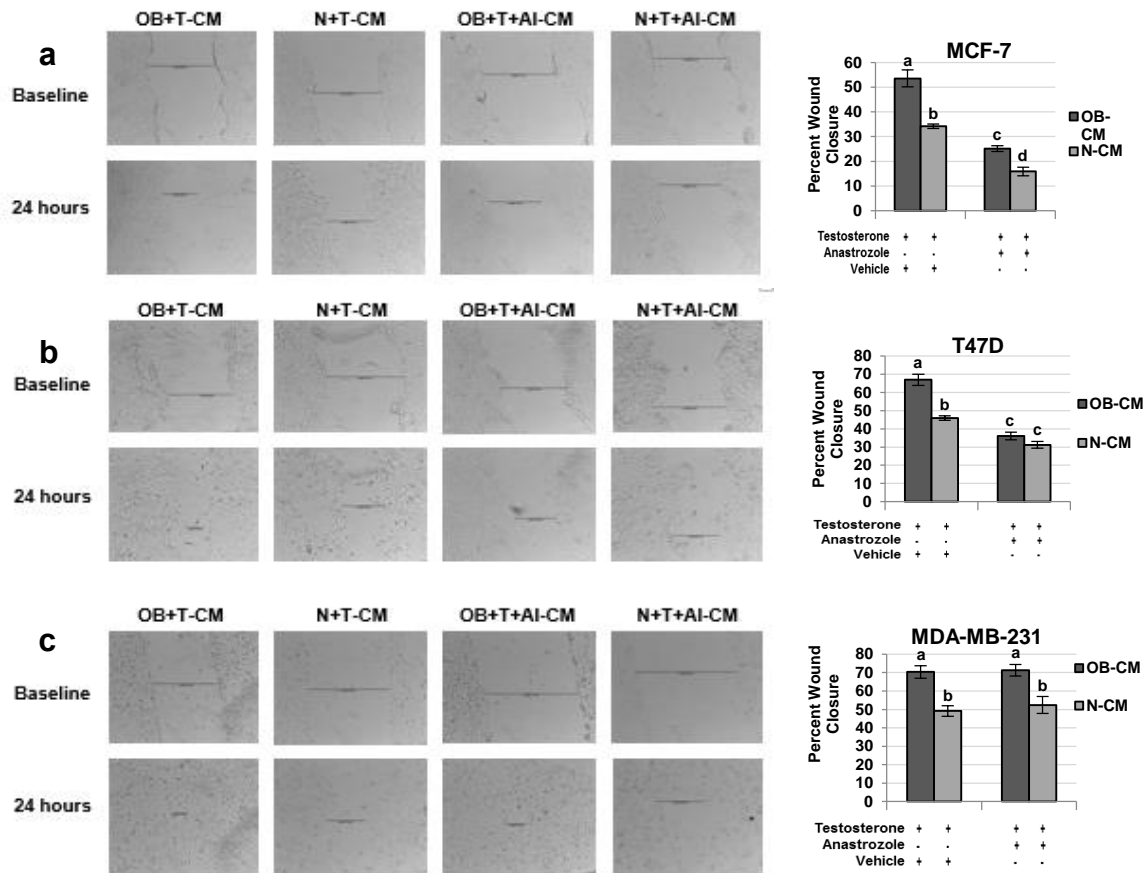 a
OB+T-CM N+T-CM OB+T+AI-CM N+T+AI-CM
Baseline
24 hours
MCF-7
Percent Wound
Closure
60
50
40
30
20
10
0
a
b
c
d
OB-
CM
N-CM
Testosterone + + + +
Anastrozole - - + +
Vehicle + + - -
b
OB+T-CM N+T-CM OB+T+AI-CM N+T+AI-CM
Baseline
24 hours
T47D
Percent Wound
Closure
80
70
60
50
40
30
20
10
0
a
b
c
c
OB-CM
N-CM
Testosterone + + + +
Anastrozole - - + +
Vehicle + + - -
c
OB+T-CM N+T-CM OB+T+AI-CM N+T+AI-CM
Baseline
24 hours
MDA-MB-231
Percent Wound
Closure
80
70
60
50
40
30
20
10
0
a
b
a
b
OB-CM
N-CM
Testosterone + + + +
Anastrozole - - + +
Vehicle + + - -